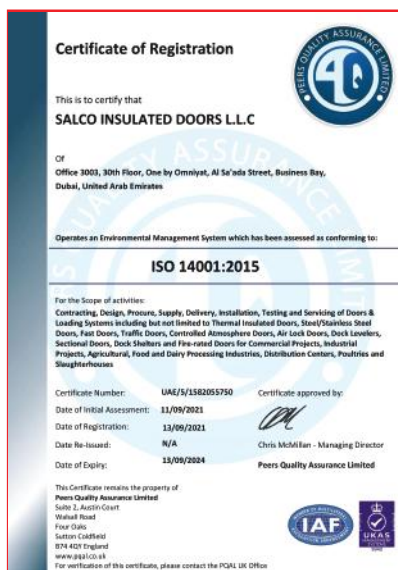 Certificate of Registration
PEERS QUALITY ASSURANCE LIMITED
This is to certify that
SALCO INSULATED DOORS L.L.C
Of
Office 3003, 30th Floor, One by Omniyat, Al Sa'ada Street, Business Bay,
Dubai, United Arab Emirates
Operates an Environmental Management System which has been assessed as conforming to:
ISO 14001:2015
For the Scope of activities:
Contracting, Design, Procure, Supply, Delivery, Installation, Testing and Servicing of Doors &
Loading Systems including but not limited to Thermal Insulated Doors, Steel/Stainless Steel
Doors, Fast Doors, Traffic Doors, Controlled Atmosphere Doors, Air Lock Doors, Dock Levelers,
Sectional Doors, Dock Shelters and Fire-rated Doors for Commercial Projects, Industrial
Projects, Agricultural, Food and Dairy Processing Industries, Distribution Centers, Poultries and
Slaughterhouses
Certificate Number: UAE/5/1582055750 Certificate approved by:
Date of Initial Assessment: 11/09/2021
Date of Registration: 13/09/2021
Date Re-Issued: N/A Chris McMillan - Managing Director
Date of Expiry: 13/09/2024 Peers Quality Assurance Limited
This Certificate remains the property of
Peers Quality Assurance Limited
Suite 2, Austin Court
Walsall Road
Four Oaks
Sutton Coldfield
B74 4QY England
www.pqal.co.uk
For verification of this certificate, please contact the PQAL UK Office
IAF
UKAS